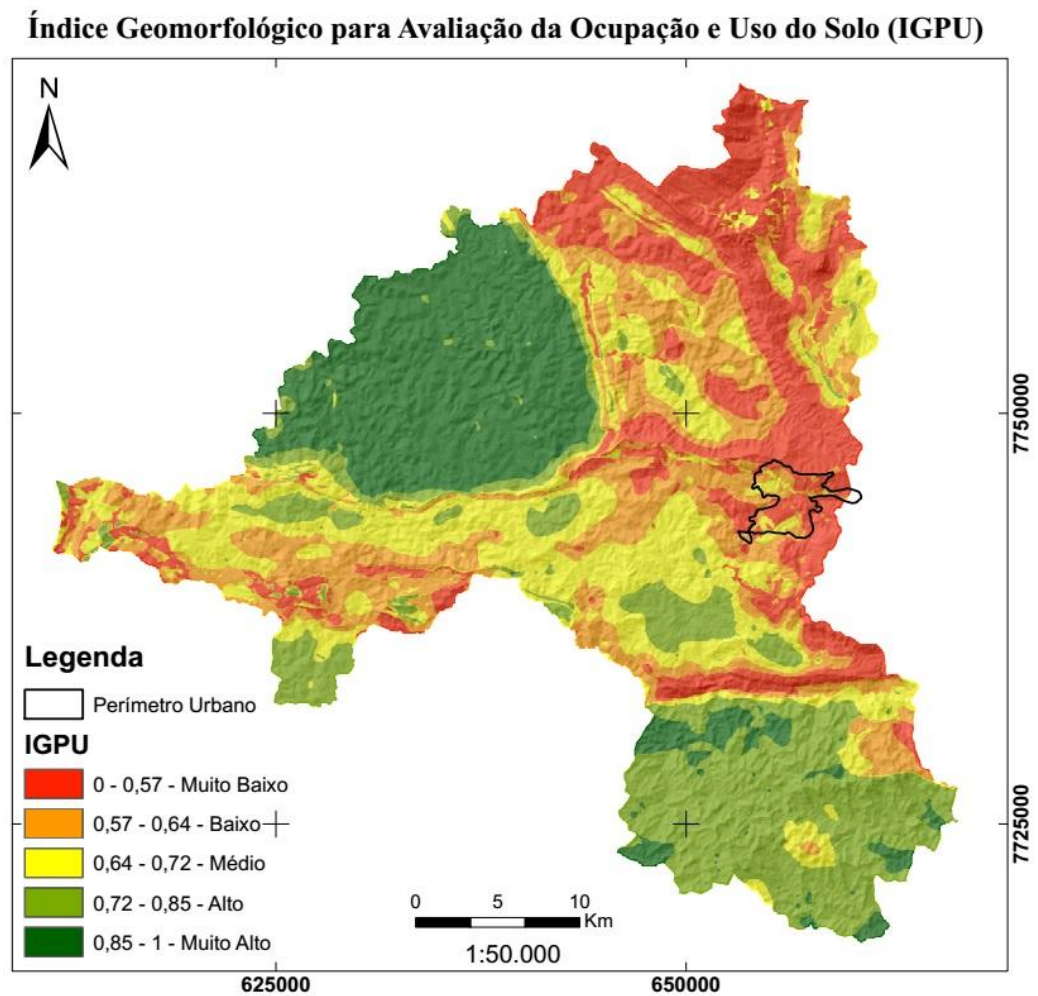 Índice Geomorfológico para Avaliação da Ocupação e Uso do Solo (IGPU)
N
7750000
Legenda
Perímetro Urbano
IGPU
0 - 0,57 - Muito Baixo
0,57 - 0,64 - Baixo
0,64 - 0,72 - Médio
0,72 - 0,85 - Alto
0,85 - 1 - Muito Alto
7725000
0 5 10
Km
1:50.000
625000 650000